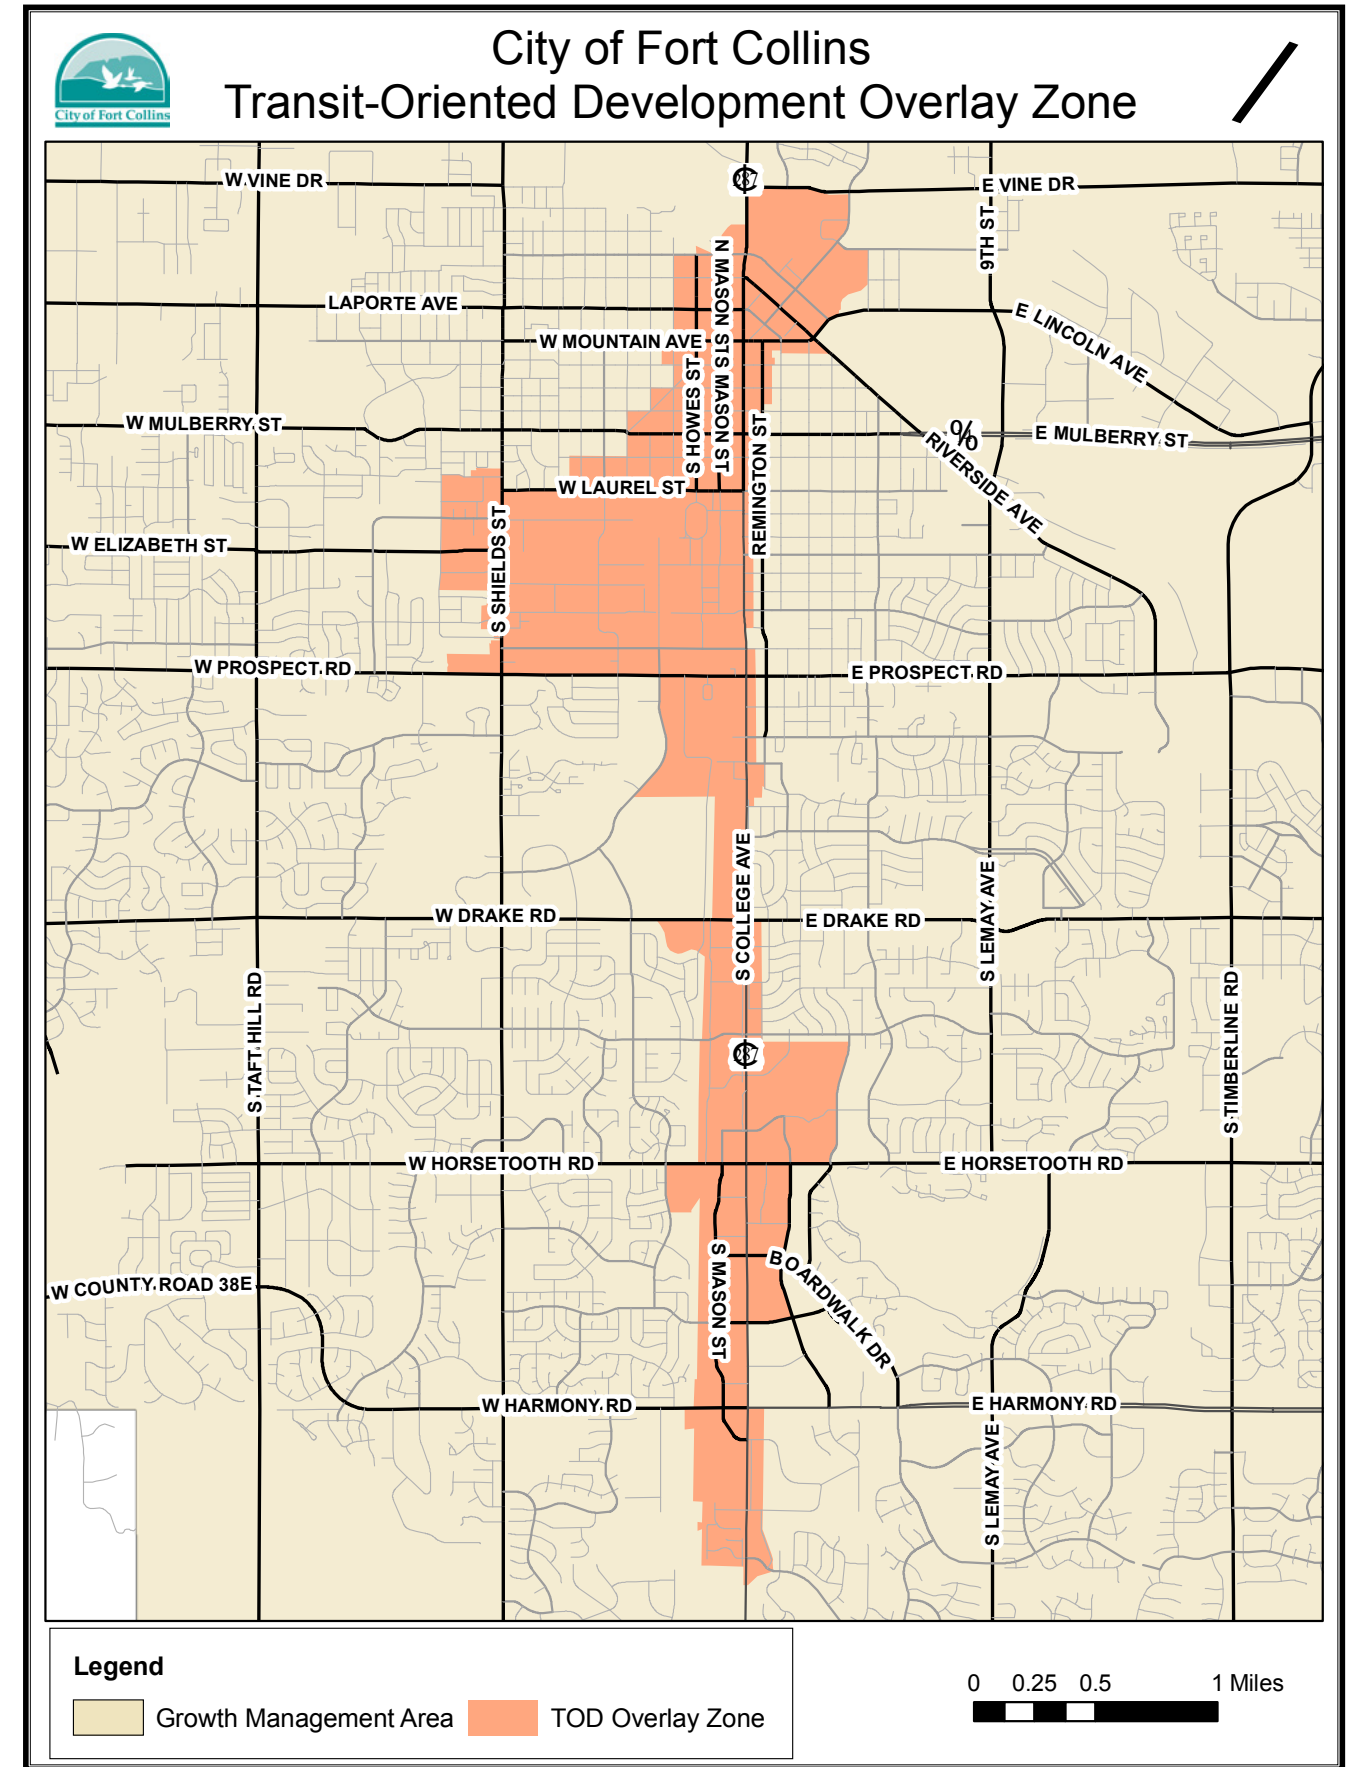 City of Fort Collins
Transit-Oriented Development Overlay Zone
City of Fort Collins
W VINE DR
287
E VINE DR
9TH ST
N MASON ST
LAPORTE AVE
E LINCOLN AVE
W MOUNTAIN AVE
S HOWES ST
S MASON ST
W MULBERRY ST
%
E MULBERRY ST
REMINGTON ST
RIVERSIDE AVE
W LAUREL ST
W ELIZABETH ST
S SHIELDS ST
W PROSPECT RD
E PROSPECT RD
S COLLEGE AVE
S LEMAY AVE
W DRAKE RD
E DRAKE RD
S TAFT HILL RD
S TIMBERLINE RD
287
W HORSETOOTH RD
E HORSETOOTH RD
S MASON ST
BOARDWALK DR
W COUNTY ROAD 38E
W HARMONY RD
E HARMONY RD
S LEMAY AVE
Legend
Growth Management Area
TOD Overlay Zone
0 0.25 0.5 1 Miles